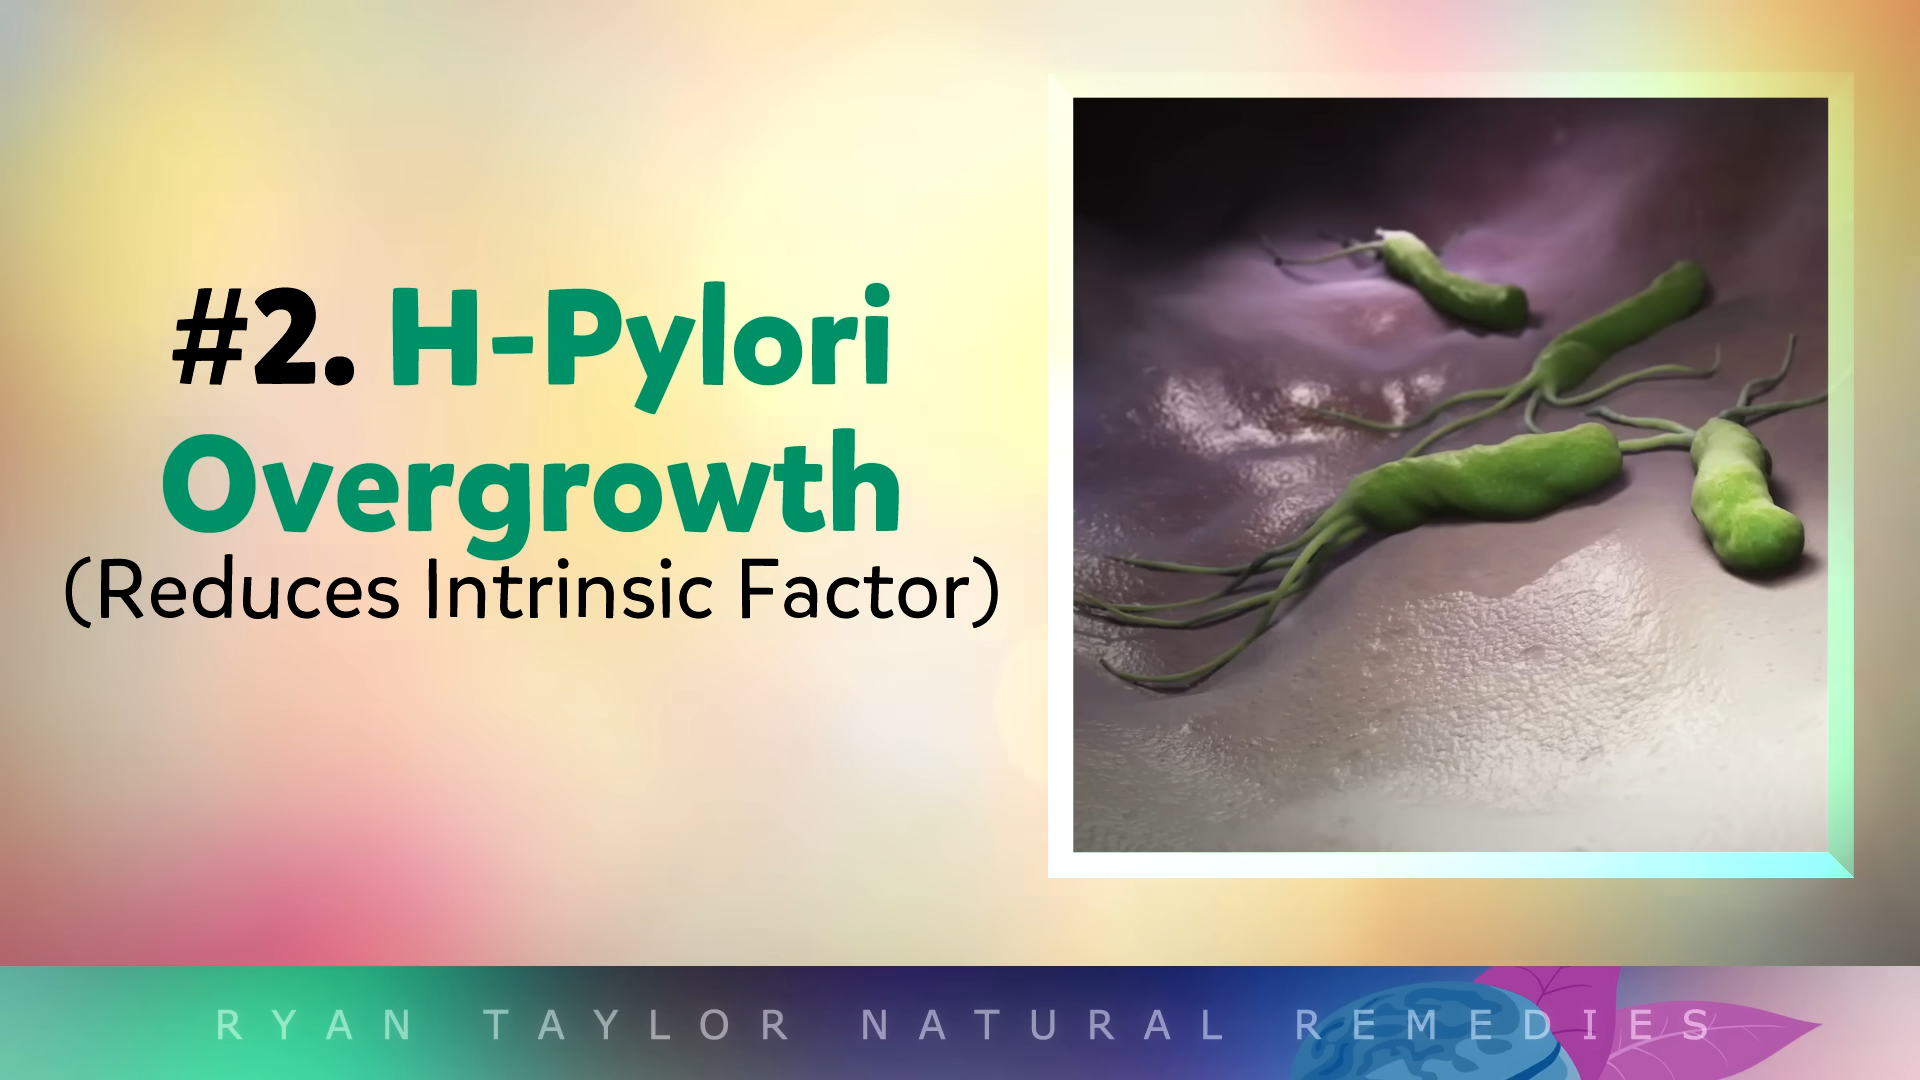 #2. H-Pylori
Overgrowth
(Reduces Intrinsic Factor)
RYAN TAYLOR NATURAL REMEDIES